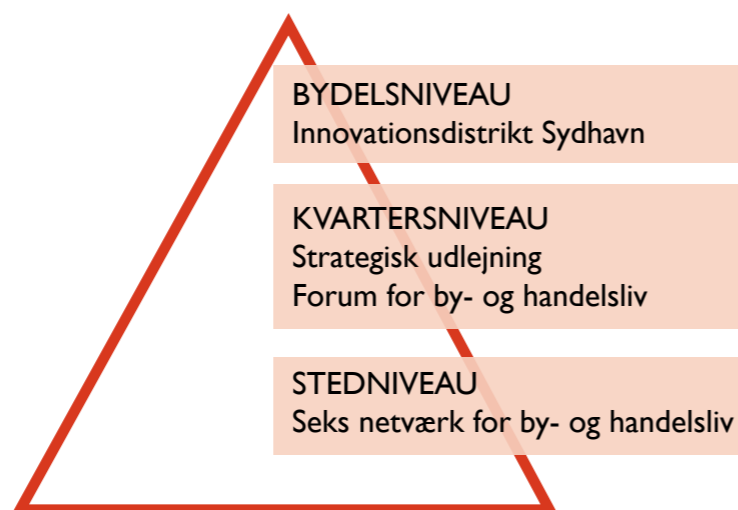 BYDELSNIVEAU
Innovationsdistrikt Sydhavn
KVARTERSNIVEAU
Strategisk udlejning
Forum for by- og handelsliv
STEDNIVEAU
Seks netværk for by- og handelsliv